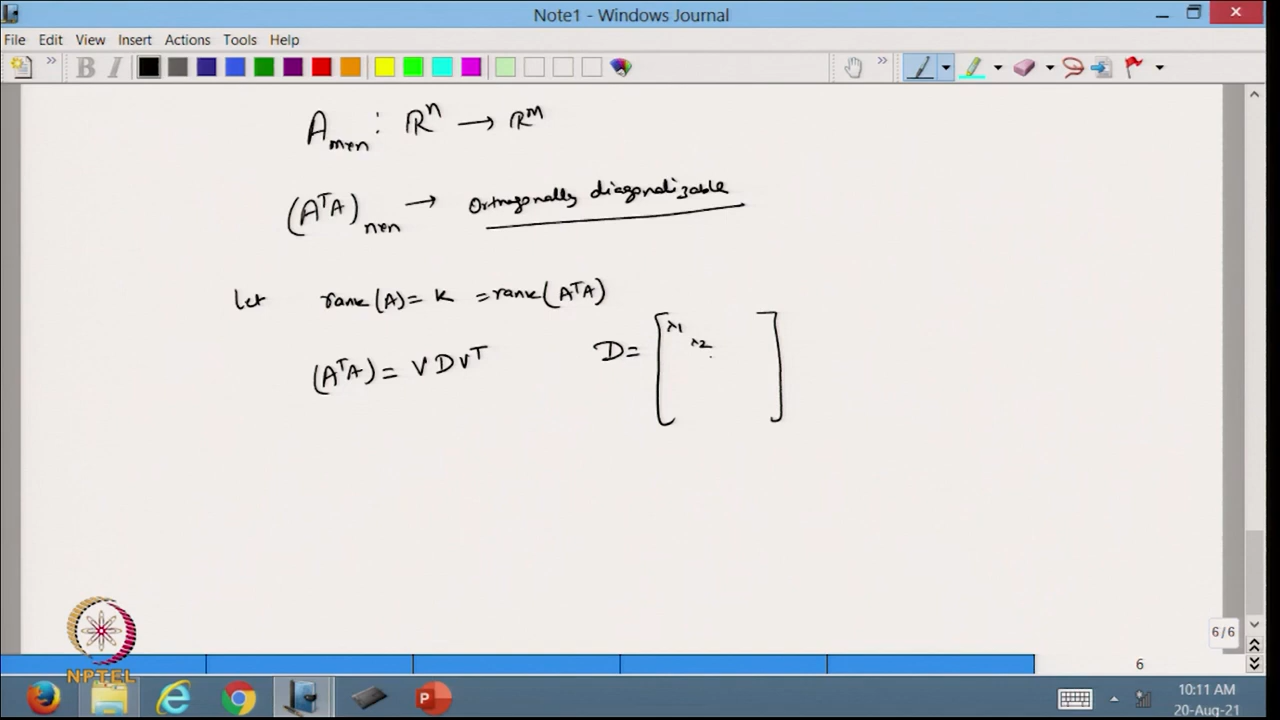 Note1 - Windows Journal
File Edit View Insert Actions Tools Help
A_{m×n} : ℝ^n → ℝ^m
(A^T A)_{n×n} → Orthogonally diagonalizable
let rank(A) = K = rank(A^T A)
(A^T A) = V D V^T D = [ λ1
λ2 ]
6/6
6
NPTEL
10:11 AM
20-Aug-21